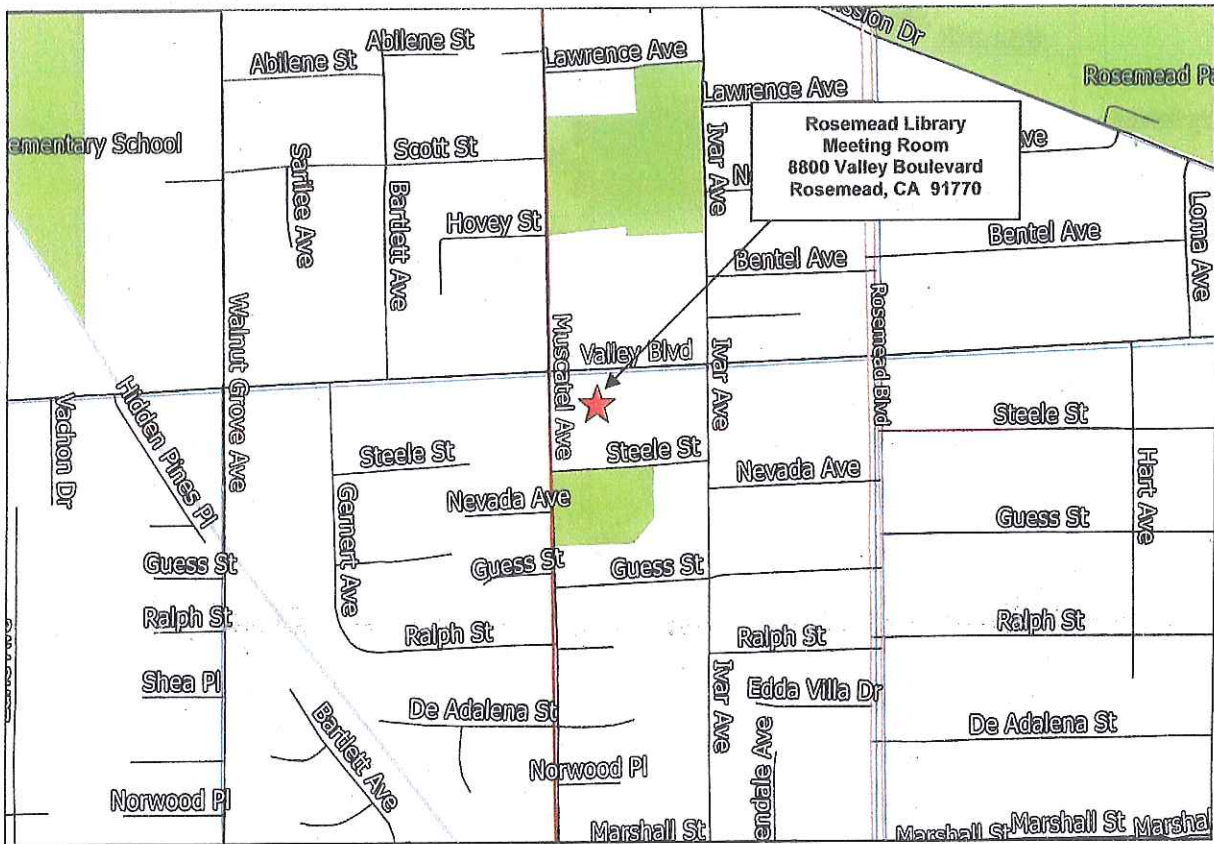 ssion Dr
Abilene St
Abilene St
Lawrence Ave
Rosemead Pa
Lawrence Ave
Rosemead Library
Meeting Room
8800 Valley Boulevard
Rosemead, CA 91770
ementary School
Sarilee Ave
Scott St
Bartlett Ave
Ivar Ave
ve
N
Loma Ave
Hovey St
Bentel Ave
Bentel Ave
Walnut Grove Ave
Muscatel Ave
Valley Blvd
Ivar Ave
Rosemead Blvd
Vachon Dr
Hidden Pines Pl
Steele St
Steele St
Steele St
Gernert Ave
Nevada Ave
Nevada Ave
Hart Ave
Guess St
Guess St
Guess St
Guess St
Ralph St
Ralph St
Ralph St
Ralph St
Shea Pl
Bartlett Ave
De Adalena St
Ivar Ave
Edda Villa Dr
De Adalena St
endale Ave
Norwood Pl
Norwood Pl
Marshall St
Marshall St
Marshall St
Marshal